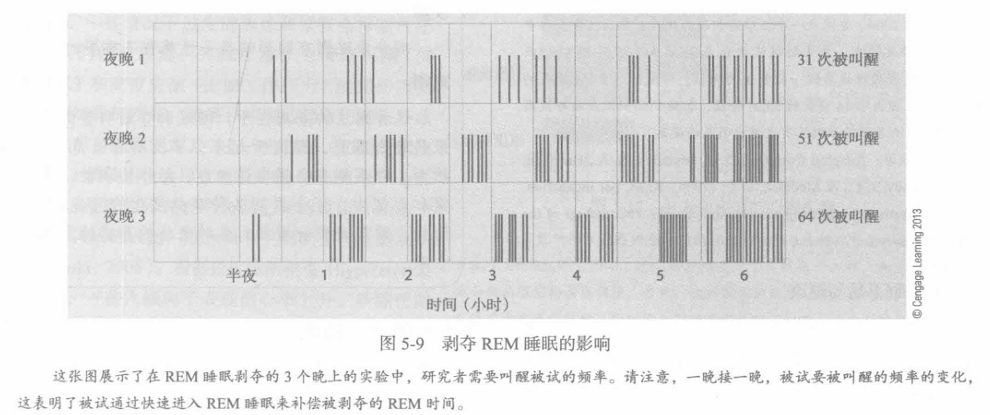 夜晚 1 31 次被叫醒
夜晚 2 51 次被叫醒
夜晚 3 64 次被叫醒
半夜 1 2 3 4 5 6
时间（小时）
© Cengage Learning 2013
图 5-9 剥夺 REM 睡眠的影响
这张图展示了在 REM 睡眠剥夺的 3 个晚上的实验中，研究者需要叫醒被试的频率。请注意，一晚接一晚，被试要被叫醒的频率的变化，
这表明了被试通过快速进入 REM 睡眠来补偿被剥夺的 REM 时间。